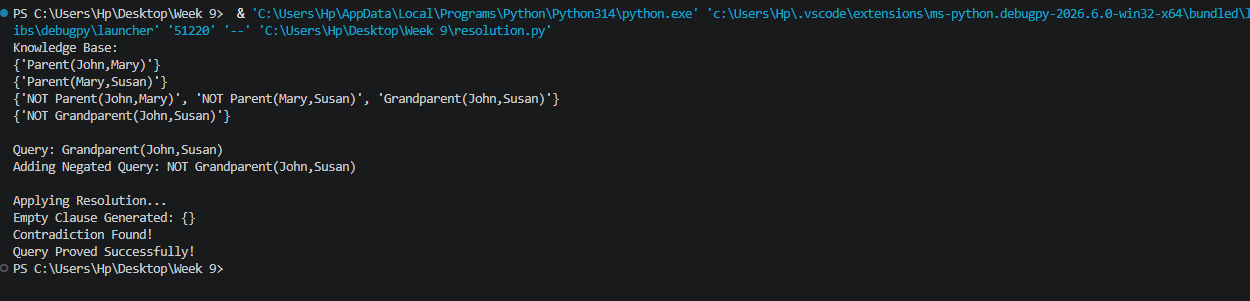 PS C:\Users\Hp\Desktop\Week 9>  & 'C:\Users\Hp\AppData\Local\Programs\Python\Python314\python.exe' 'c:\Users\Hp\.vscode\extensions\ms-python.debugpy-2026.6.0-win32-x64\bundled\l
ibs\debugpy\launcher' '51220' '--' 'C:\Users\Hp\Desktop\Week 9\resolution.py'
Knowledge Base:
{'Parent(John,Mary)'}
{'Parent(Mary,Susan)'}
{'NOT Parent(John,Mary)', 'NOT Parent(Mary,Susan)', 'Grandparent(John,Susan)'}
{'NOT Grandparent(John,Susan)'}

Query: Grandparent(John,Susan)
Adding Negated Query: NOT Grandparent(John,Susan)

Applying Resolution...
Empty Clause Generated: {}
Contradiction Found!
Query Proved Successfully!
PS C:\Users\Hp\Desktop\Week 9>